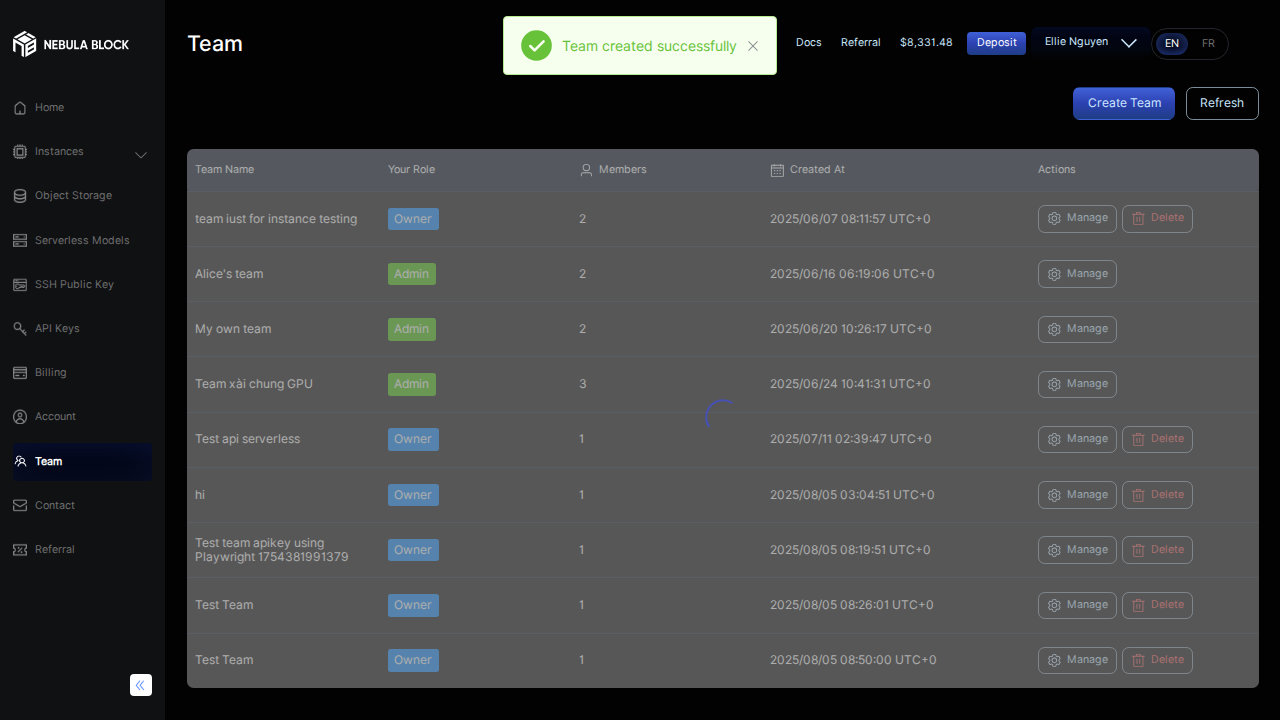 NEBULA BLOCK
Team
Team created successfully
Docs
Referral
$8,331.48
Deposit
Ellie Nguyen
EN
FR
Home
Instances
Object Storage
Serverless Models
SSH Public Key
API Keys
Billing
Account
Team
Contact
Referral
Create Team
Refresh
Team Name Your Role Members Created At Actions
team iust for instance testing Owner 2 2025/06/07 08:11:57 UTC+0 Manage Delete
Alice's team Admin 2 2025/06/16 06:19:06 UTC+0 Manage
My own team Admin 2 2025/06/20 10:26:17 UTC+0 Manage
Team xài chung GPU Admin 3 2025/06/24 10:41:31 UTC+0 Manage
Test api serverless Owner 1 2025/07/11 02:39:47 UTC+0 Manage Delete
hi Owner 1 2025/08/05 03:04:51 UTC+0 Manage Delete
Test team apikey using
Playwright 1754381991379 Owner 1 2025/08/05 08:19:51 UTC+0 Manage Delete
Test Team Owner 1 2025/08/05 08:26:01 UTC+0 Manage Delete
Test Team Owner 1 2025/08/05 08:50:00 UTC+0 Manage Delete